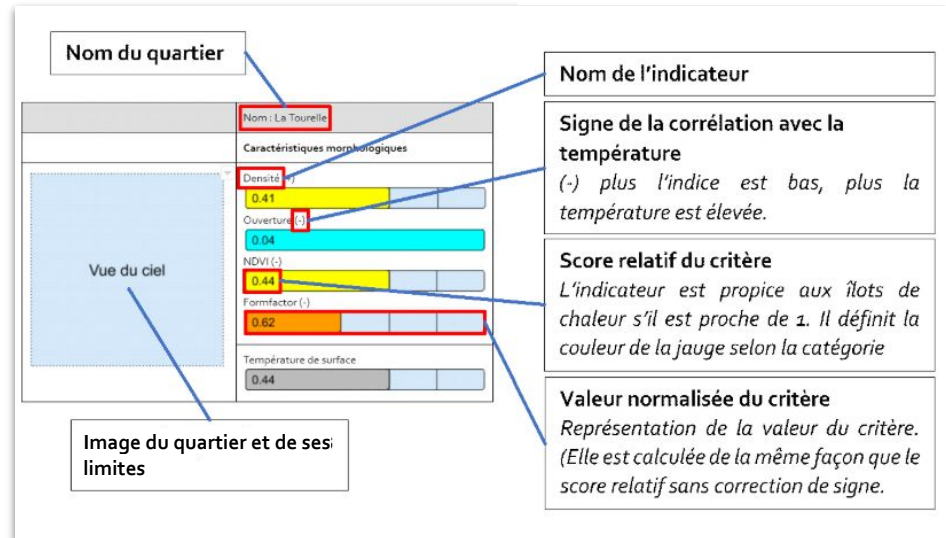 Nom du quartier
Nom de l'indicateur
Nom : La Tourelle
Caractéristiques morphologiques
Densité (-)
0.41
Ouverture (-)
0.04
NDVI (-)
0.44
Formfactor (-)
0.62
Température de surface
0.44
Vue du ciel
Signe de la corrélation avec la
température
(-) plus l'indice est bas, plus la
température est élevée.
Score relatif du critère
L'indicateur est propice aux îlots de
chaleur s'il est proche de 1. Il définit la
couleur de la jauge selon la catégorie
Valeur normalisée du critère
Représentation de la valeur du critère.
(Elle est calculée de la même façon que le
score relatif sans correction de signe.
Image du quartier et de ses
limites